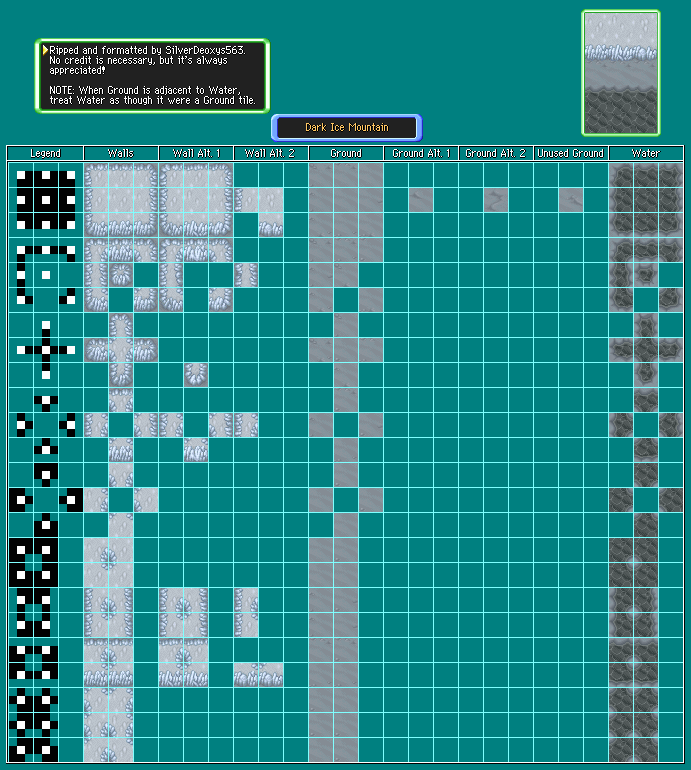 Ripped and formatted by SilverDeoxys563.
No credit is necessary, but it's always
appreciated!
NOTE: When Ground is adjacent to Water,
treat Water as though it were a Ground tile.
Dark Ice Mountain
Legend Walls Wall Alt. 1 Wall Alt. 2 Ground Ground Alt. 1 Ground Alt. 2 Unused Ground Water